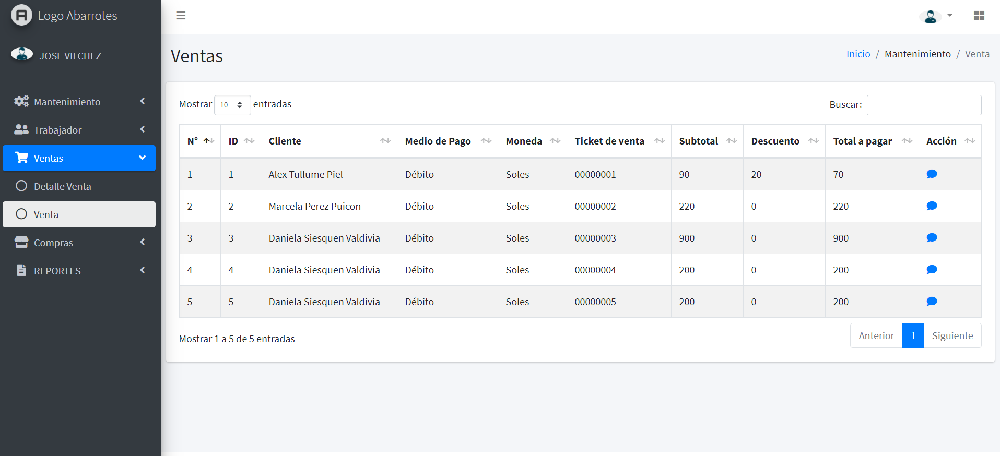 Logo Abarrotes
JOSE VILCHEZ
Mantenimiento
Trabajador
Ventas
Detalle Venta
Venta
Compras
REPORTES
Ventas
Inicio / Mantenimiento / Venta
Mostrar 10 entradas
Buscar:
N° ID Cliente Medio de Pago Moneda Ticket de venta Subtotal Descuento Total a pagar Acción
1 1 Alex Tullume Piel Débito Soles 00000001 90 20 70
2 2 Marcela Perez Puicon Débito Soles 00000002 220 0 220
3 3 Daniela Siesquen Valdivia Débito Soles 00000003 900 0 900
4 4 Daniela Siesquen Valdivia Débito Soles 00000004 200 0 200
5 5 Daniela Siesquen Valdivia Débito Soles 00000005 200 0 200
Mostrar 1 a 5 de 5 entradas
Anterior 1 Siguiente